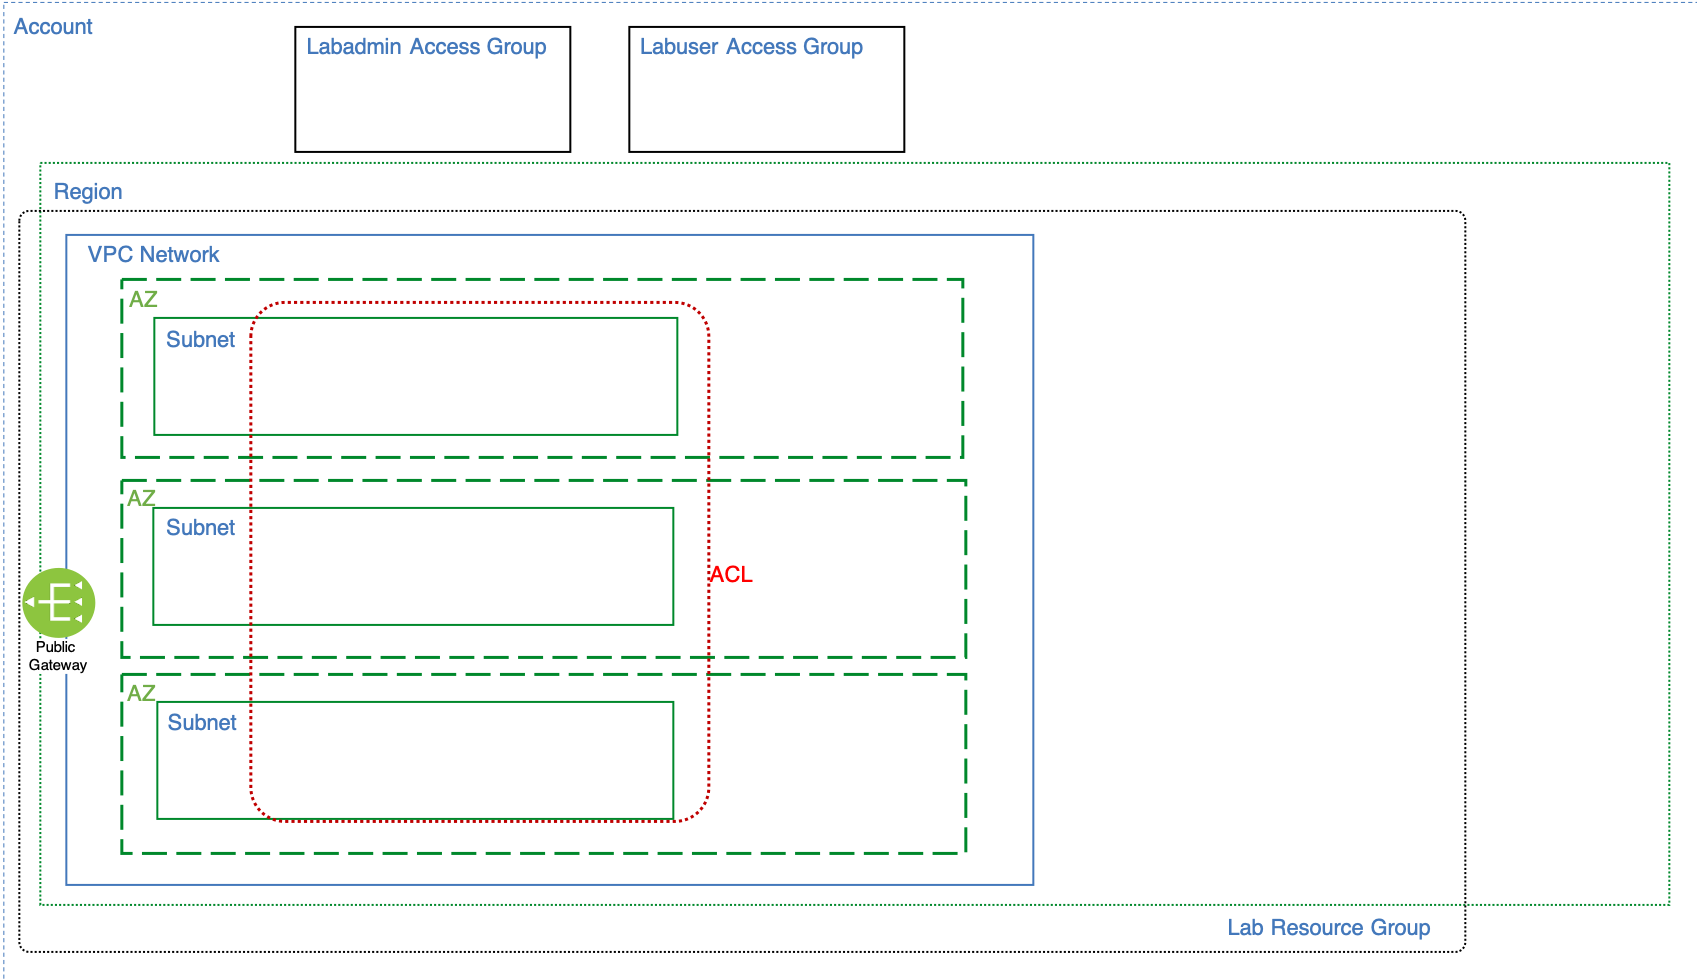 Account
Labadmin Access Group
Labuser Access Group
Region
VPC Network
AZ
Subnet
AZ
Subnet
ACL
Public
Gateway
AZ
Subnet
Lab Resource Group